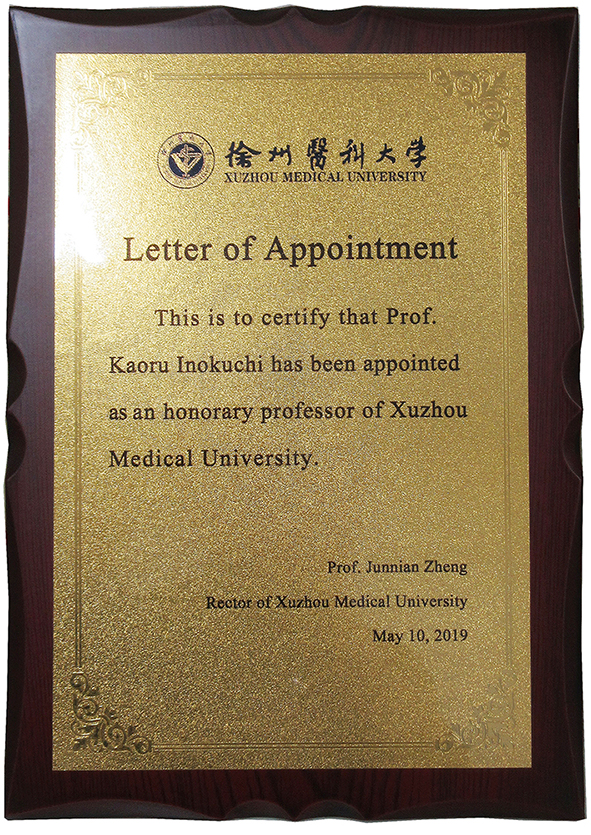 徐州醫科大学
XUZHOU MEDICAL UNIVERSITY
Letter of Appointment
This is to certify that Prof.
Kaoru Inokuchi has been appointed
as an honorary professor of Xuzhou
Medical University.
Prof. Junnian Zheng
Rector of Xuzhou Medical University
May 10, 2019